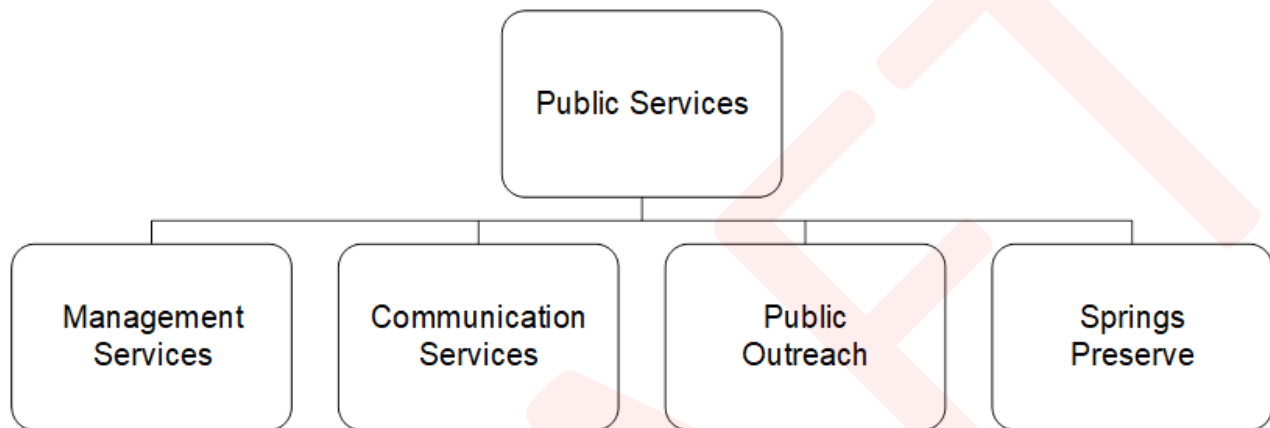 Public Services
Management
Services
Communication
Services
Public
Outreach
Springs
Preserve